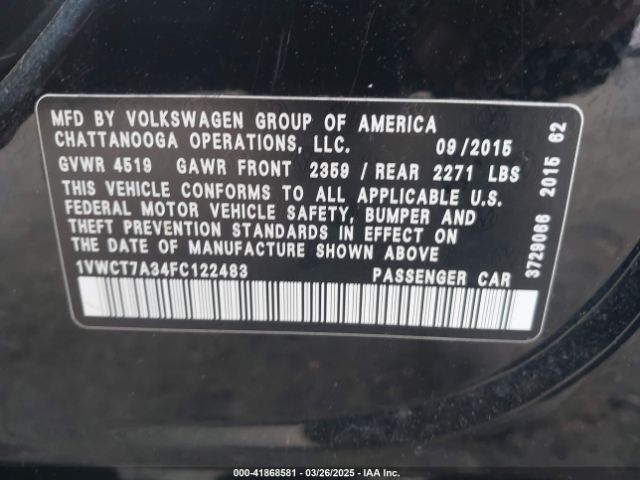 MFD BY VOLKSWAGEN GROUP OF AMERICA
CHATTANOOGA OPERATIONS, LLC. 09/2015
GVWR 4519 GAWR FRONT 2359 / REAR 2271 LBS
THIS VEHICLE CONFORMS TO ALL APPLICABLE U.S.
FEDERAL MOTOR VEHICLE SAFETY, BUMPER AND
THEFT PREVENTION STANDARDS IN EFFECT ON
THE DATE OF MANUFACTURE SHOWN ABOVE
1VWCT7A34FC122483 PASSENGER CAR
3729066 2015 62
000-41868581 | 03/26/2025 | IAA Inc.